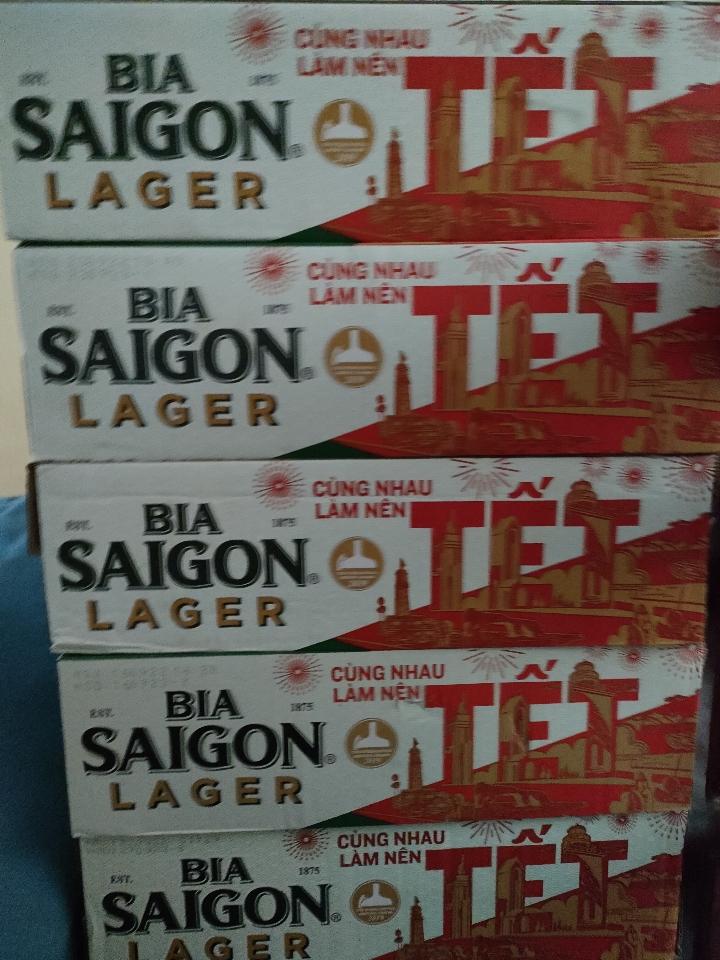 CÙNG NHAU
LÀM NÊN
TẾT
BIA
SAIGON
LAGER
CÙNG NHAU
LÀM NÊN
TẾT
EST.
BIA
1875
SAIGON
LAGER
CÙNG NHAU
LÀM NÊN
TẾT
EST.
BIA
1875
SAIGON®
LAGER
CÙNG NHAU
LÀM NÊN
TẾT
EST.
BIA
1875
SAIGON®
LAGER
CÙNG NHAU
LÀM NÊN
TẾT
EST.
BIA
1875
SAIGON®
LAGER